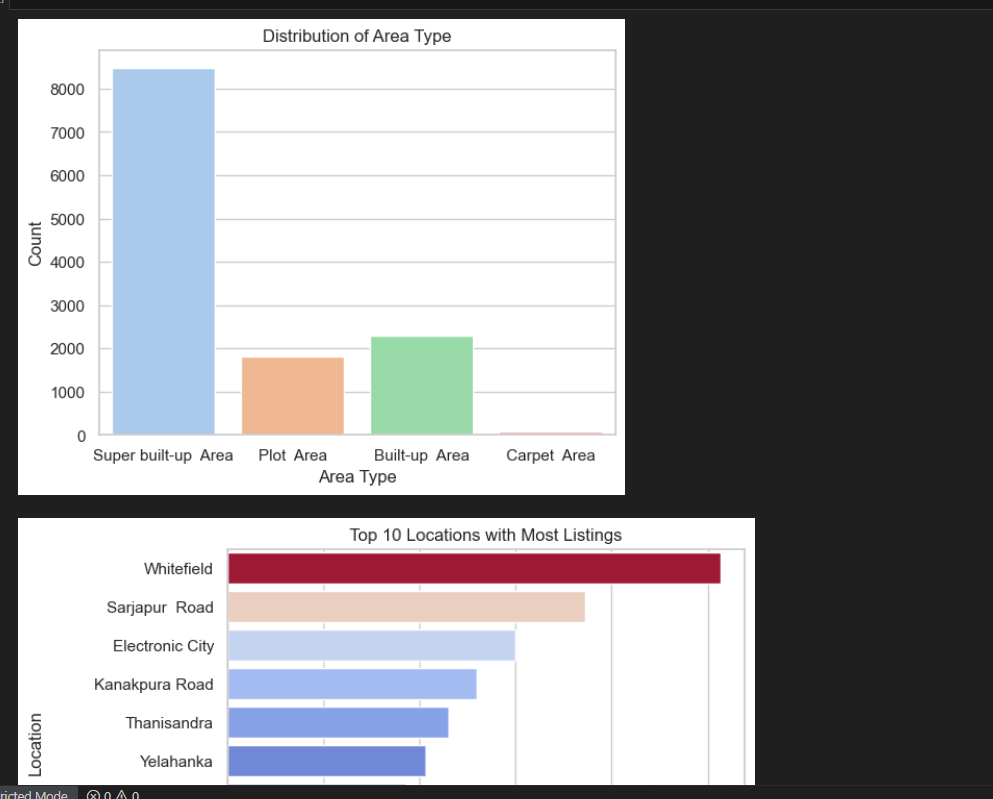 Distribution of Area Type
8000
7000
6000
5000
4000
3000
2000
1000
0
Count
Super built-up  Area
Plot  Area
Built-up  Area
Carpet  Area
Area Type
Top 10 Locations with Most Listings
Whitefield
Sarjapur  Road
Electronic City
Kanakpura Road
Thanisandra
Yelahanka
Location
ricted Mode
0
0